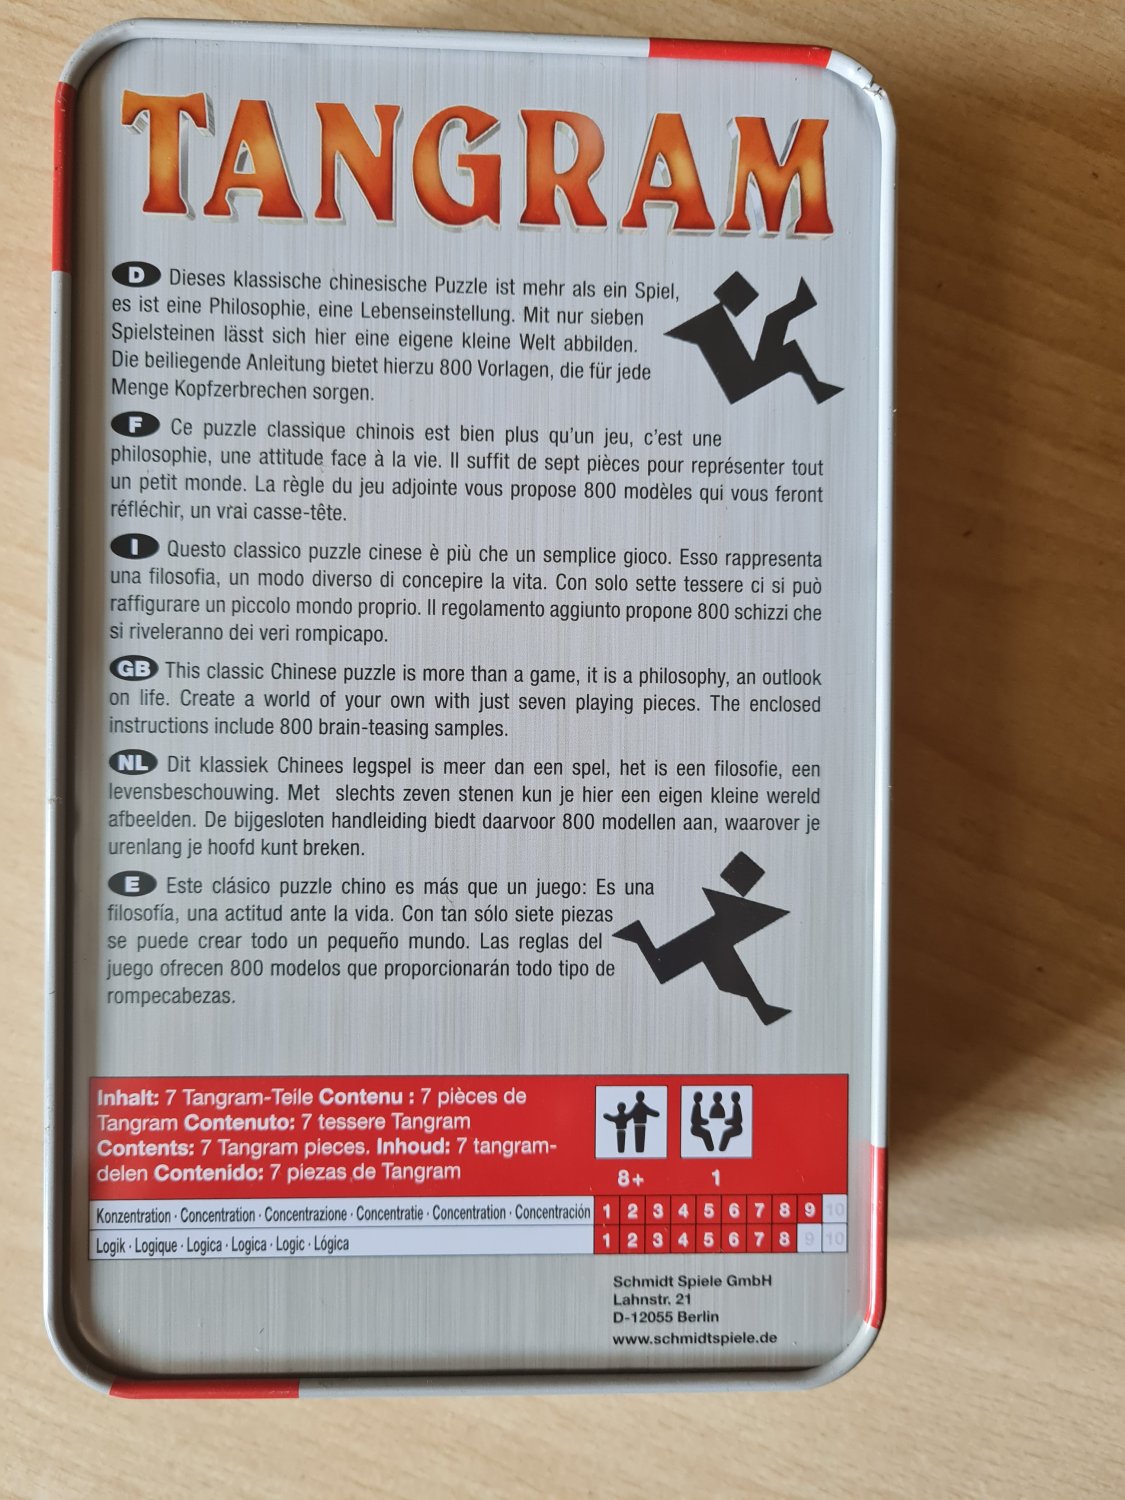 TANGRAM
D Dieses klassische chinesische Puzzle ist mehr als ein Spiel,
es ist eine Philosophie, eine Lebenseinstellung. Mit nur sieben
Spielsteinen lässt sich hier eine eigene kleine Welt abbilden.
Die beiliegende Anleitung bietet hierzu 800 Vorlagen, die für jede
Menge Kopfzerbrechen sorgen.
F Ce puzzle classique chinois est bien plus qu'un jeu, c'est une
philosophie, une attitude face à la vie. Il suffit de sept pièces pour représenter tout
un petit monde. La règle du jeu adjointe vous propose 800 modèles qui vous feront
réfléchir, un vrai casse-tête.
I Questo classico puzzle cinese è più che un semplice gioco. Esso rappresenta
una filosofia, un modo diverso di concepire la vita. Con solo sette tessere ci si può
raffigurare un piccolo mondo proprio. Il regolamento aggiunto propone 800 schizzi che
si riveleranno dei veri rompicapo.
GB This classic Chinese puzzle is more than a game, it is a philosophy, an outlook
on life. Create a world of your own with just seven playing pieces. The enclosed
instructions include 800 brain-teasing samples.
NL Dit klassiek Chinees legspel is meer dan een spel, het is een filosofie, een
levensbeschouwing. Met slechts zeven stenen kun je hier een eigen kleine wereld
afbeelden. De bijgesloten handleiding biedt daarvoor 800 modellen aan, waarover je
urenlang je hoofd kunt breken.
E Este clásico puzzle chino es más que un juego: Es una
filosofía, una actitud ante la vida. Con tan sólo siete piezas
se puede crear todo un pequeño mundo. Las reglas del
juego ofrecen 800 modelos que proporcionarán todo tipo de
rompecabezas.
Inhalt: 7 Tangram-Teile Contenu : 7 pièces de
Tangram Contenuto: 7 tessere Tangram
Contents: 7 Tangram pieces. Inhoud: 7 tangram-
delen Contenido: 7 piezas de Tangram
8+ 1
Konzentration · Concentration · Concentrazione · Concentratie · Concentration · Concentración 1 2 3 4 5 6 7 8 9 10
Logik · Logique · Logica · Logica · Logic · Lógica 1 2 3 4 5 6 7 8 9 10
Schmidt Spiele GmbH
Lahnstr. 21
D-12055 Berlin
www.schmidtspiele.de